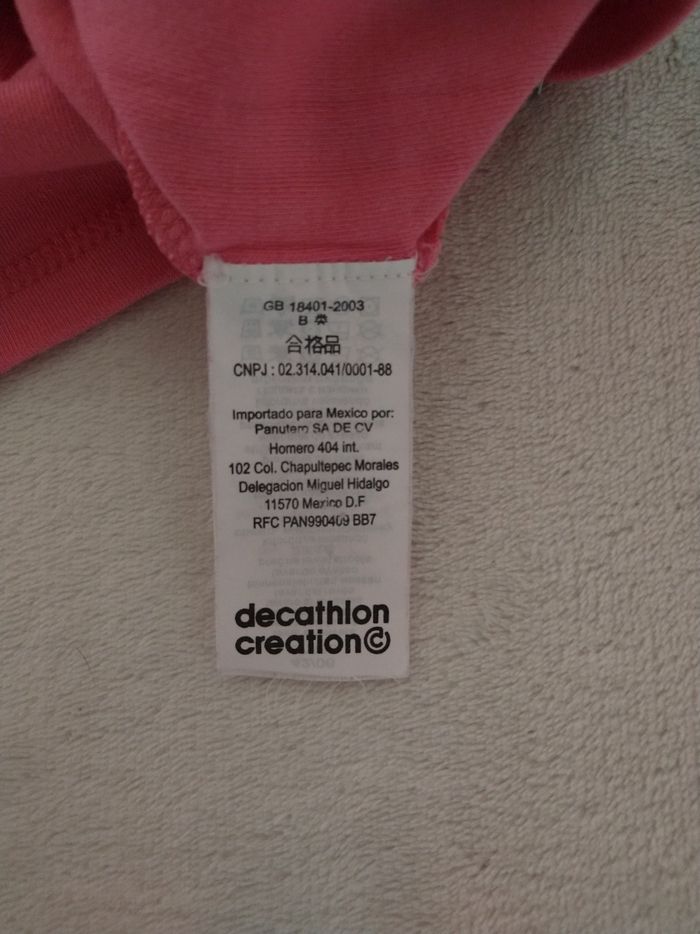 GB 18401-2003
B 类
合格品
CNPJ : 02.314.041/0001-88
Importado para Mexico por:
Panutero SA DE CV
Homero 404 int.
102 Col. Chapultepec Morales
Delegacion Miguel Hidalgo
11570 Mexico D.F
RFC PAN990409 BB7
decathlon
creation©